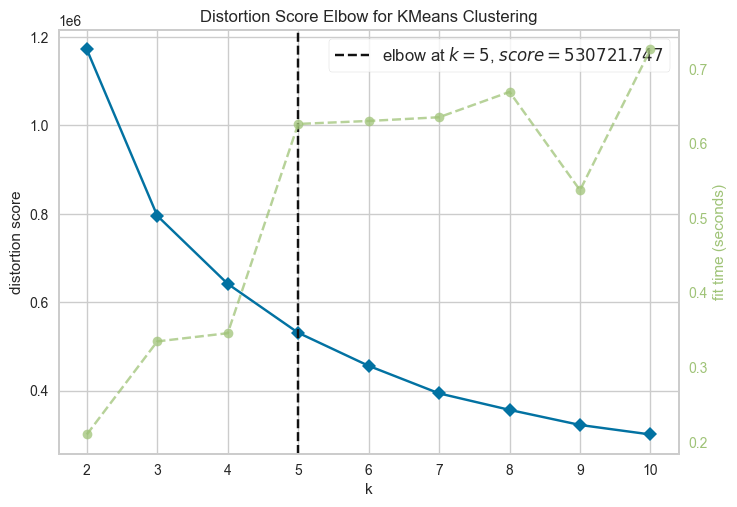 Distortion Score Elbow for KMeans Clustering
1e6
elbow at k = 5, score = 530721.747
1.2
1.0
0.8
0.6
0.4
distortion score
0.7
0.6
0.5
0.4
0.3
0.2
fit time (seconds)
2 3 4 5 6 7 8 9 10
k